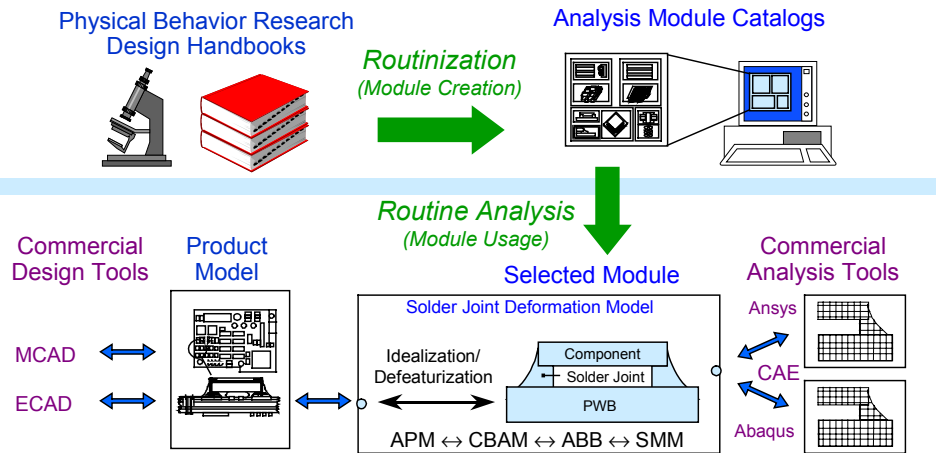 Physical Behavior Research
Design Handbooks
Routinization
(Module Creation)
Analysis Module Catalogs
Routine Analysis
(Module Usage)
Commercial
Design Tools
Product
Model
Selected Module
Commercial
Analysis Tools
MCAD
ECAD
Solder Joint Deformation Model
Idealization/
Defeaturization
Component
Solder Joint
PWB
APM ↔ CBAM ↔ ABB ↔ SMM
Ansys
CAE
Abaqus